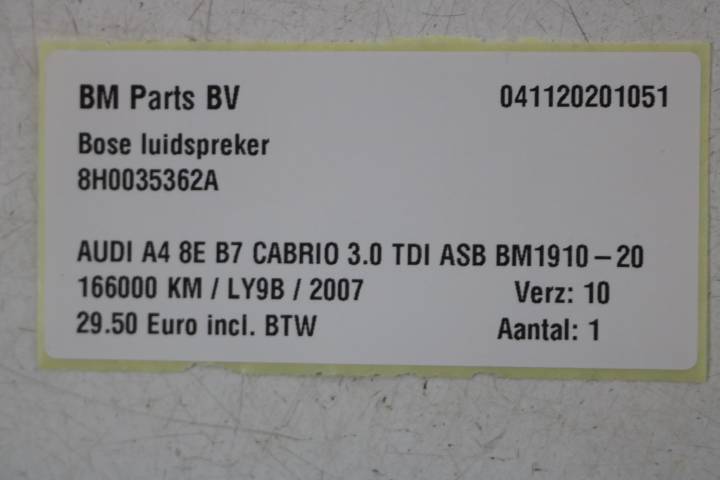 BM Parts BV 041120201051
Bose luidspreker
8H0035362A
AUDI A4 8E B7 CABRIO 3.0 TDI ASB BM1910-20
166000 KM / LY9B / 2007 Verz: 10
29.50 Euro incl. BTW Aantal: 1